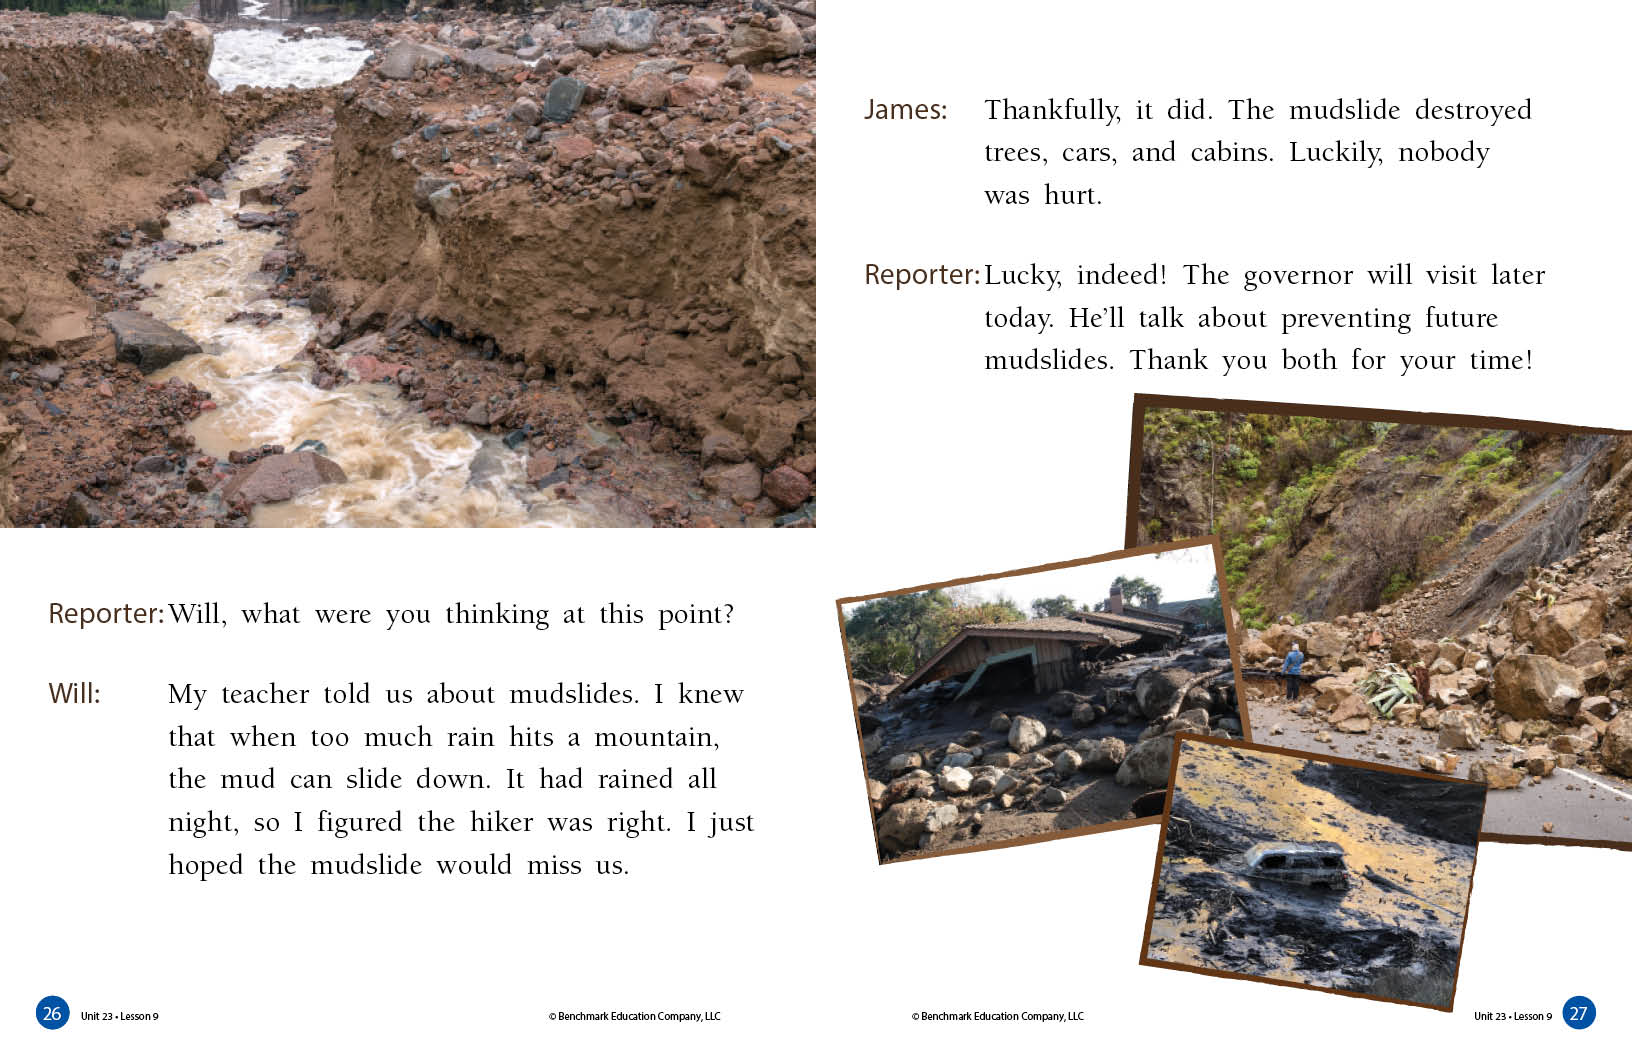 Reporter: Will, what were you thinking at this point?
Will: My teacher told us about mudslides. I knew
that when too much rain hits a mountain,
the mud can slide down. It had rained all
night, so I figured the hiker was right. I just
hoped the mudslide would miss us.
26 Unit 23 • Lesson 9 © Benchmark Education Company, LLC
James: Thankfully, it did. The mudslide destroyed
trees, cars, and cabins. Luckily, nobody
was hurt.
Reporter: Lucky, indeed! The governor will visit later
today. He’ll talk about preventing future
mudslides. Thank you both for your time!
© Benchmark Education Company, LLC Unit 23 • Lesson 9 27